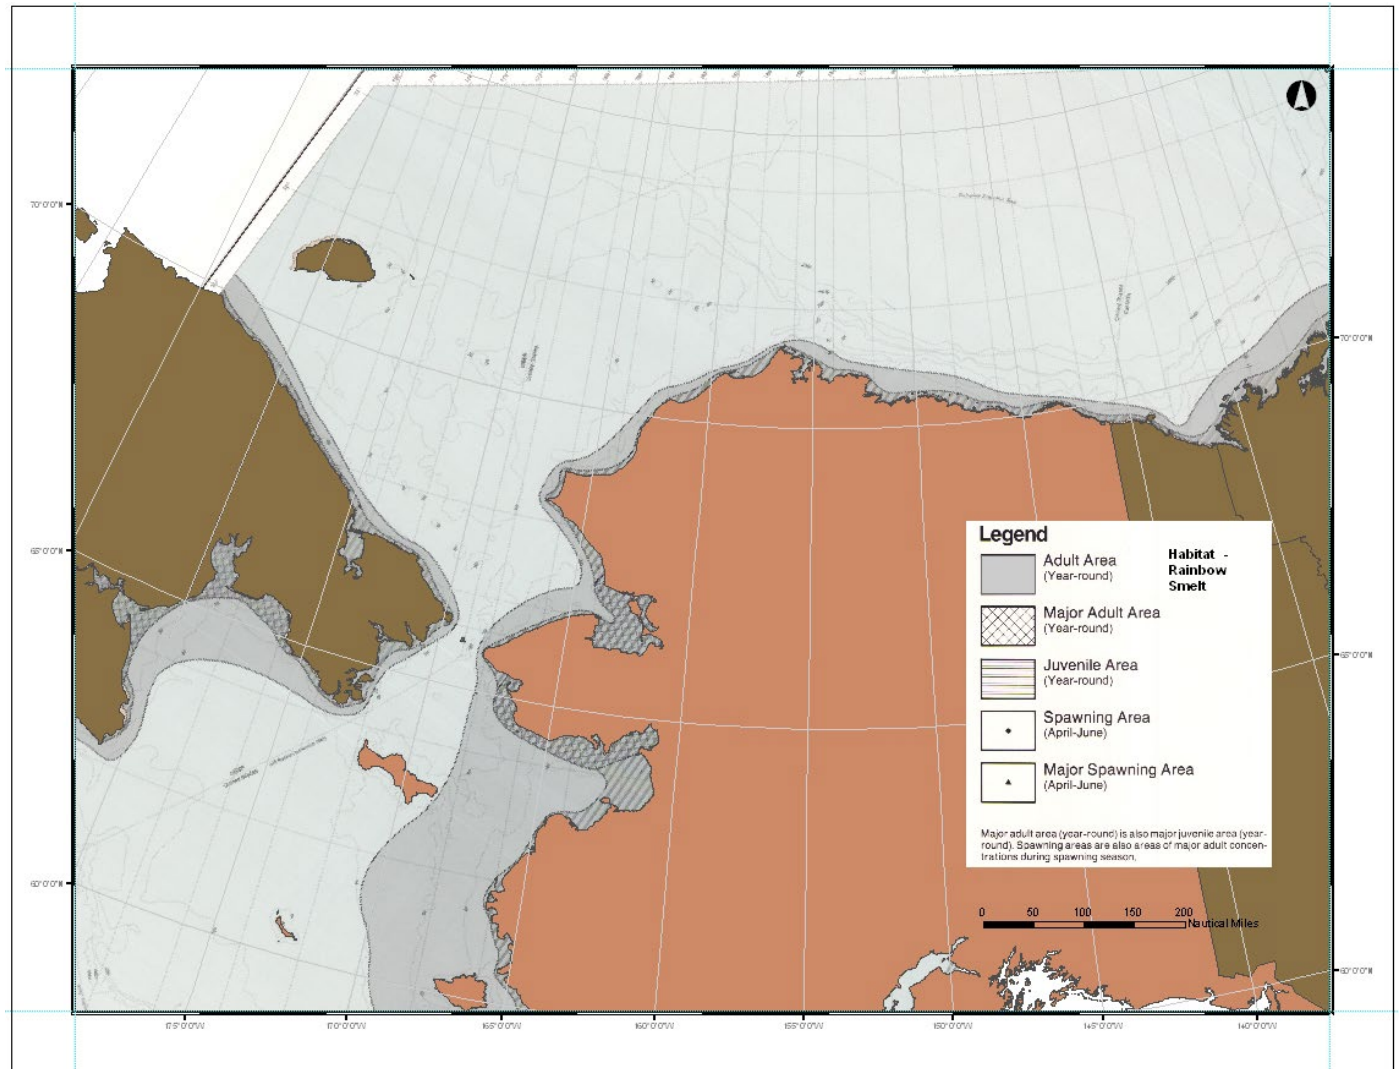 70°0'0"N
65°0'0"N
60°0'0"N
70°0'0"N
65°0'0"N
60°0'0"N
Legend
Habitat -
Rainbow
Smelt
Adult Area
(Year-round)
Major Adult Area
(Year-round)
Juvenile Area
(Year-round)
Spawning Area
(April-June)
Major Spawning Area
(April-June)
Major adult area (year-round) is also major juvenile area (year-
round). Spawning areas are also areas of major adult concen-
trations during spawning season.
0 50 100 150 200
Nautical Miles
175°0'0"W 170°0'0"W 165°0'0"W 160°0'0"W 155°0'0"W 150°0'0"W 145°0'0"W 140°0'0"W